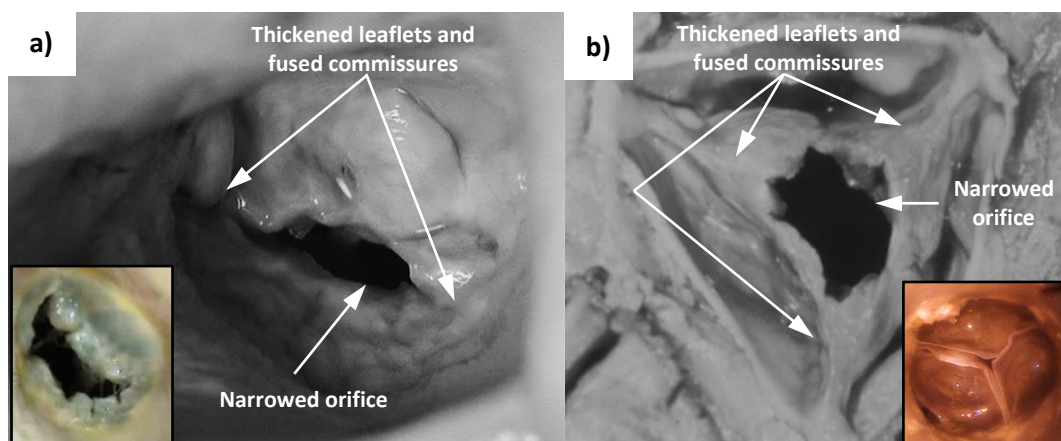 a)
Thickened leaflets and
fused commissures
Narrowed orifice
b)
Thickened leaflets and
fused commissures
Narrowed
orifice